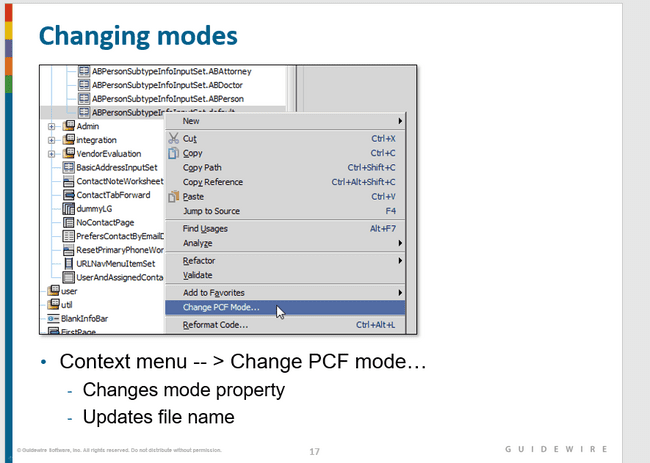 Changing modes
ABPersonSubtypeInfoInputSet.ABAttorney
ABPersonSubtypeInfoInputSet.ABDoctor
ABPersonSubtypeInfoInputSet.ABPerson
ABPersonSubtypeInfoInputSet.default
Admin
integration
VendorEvaluation
BasicAddressInputSet
ContactNoteWorksheet
ContactTabForward
dummyLG
NoContactPage
PrefersContactByEmail
ResetPrimaryPhoneWor
URLNavMenuItemSet
UserAndAssignedConta
user
util
BlankInfoBar
FirstPage
New
Cut Ctrl+X
Copy Ctrl+C
Copy Path Ctrl+Shift+C
Copy Reference Ctrl+Alt+Shift+C
Paste Ctrl+V
Jump to Source F4
Find Usages Alt+F7
Analyze
Refactor
Validate
Add to Favorites
Change PCF Mode...
Reformat Code... Ctrl+Alt+L
• Context menu -- > Change PCF mode…
- Changes mode property
- Updates file name
© Guidewire Software, Inc. All rights reserved. Do not distribute without permission.
17
GUIDEWIRE